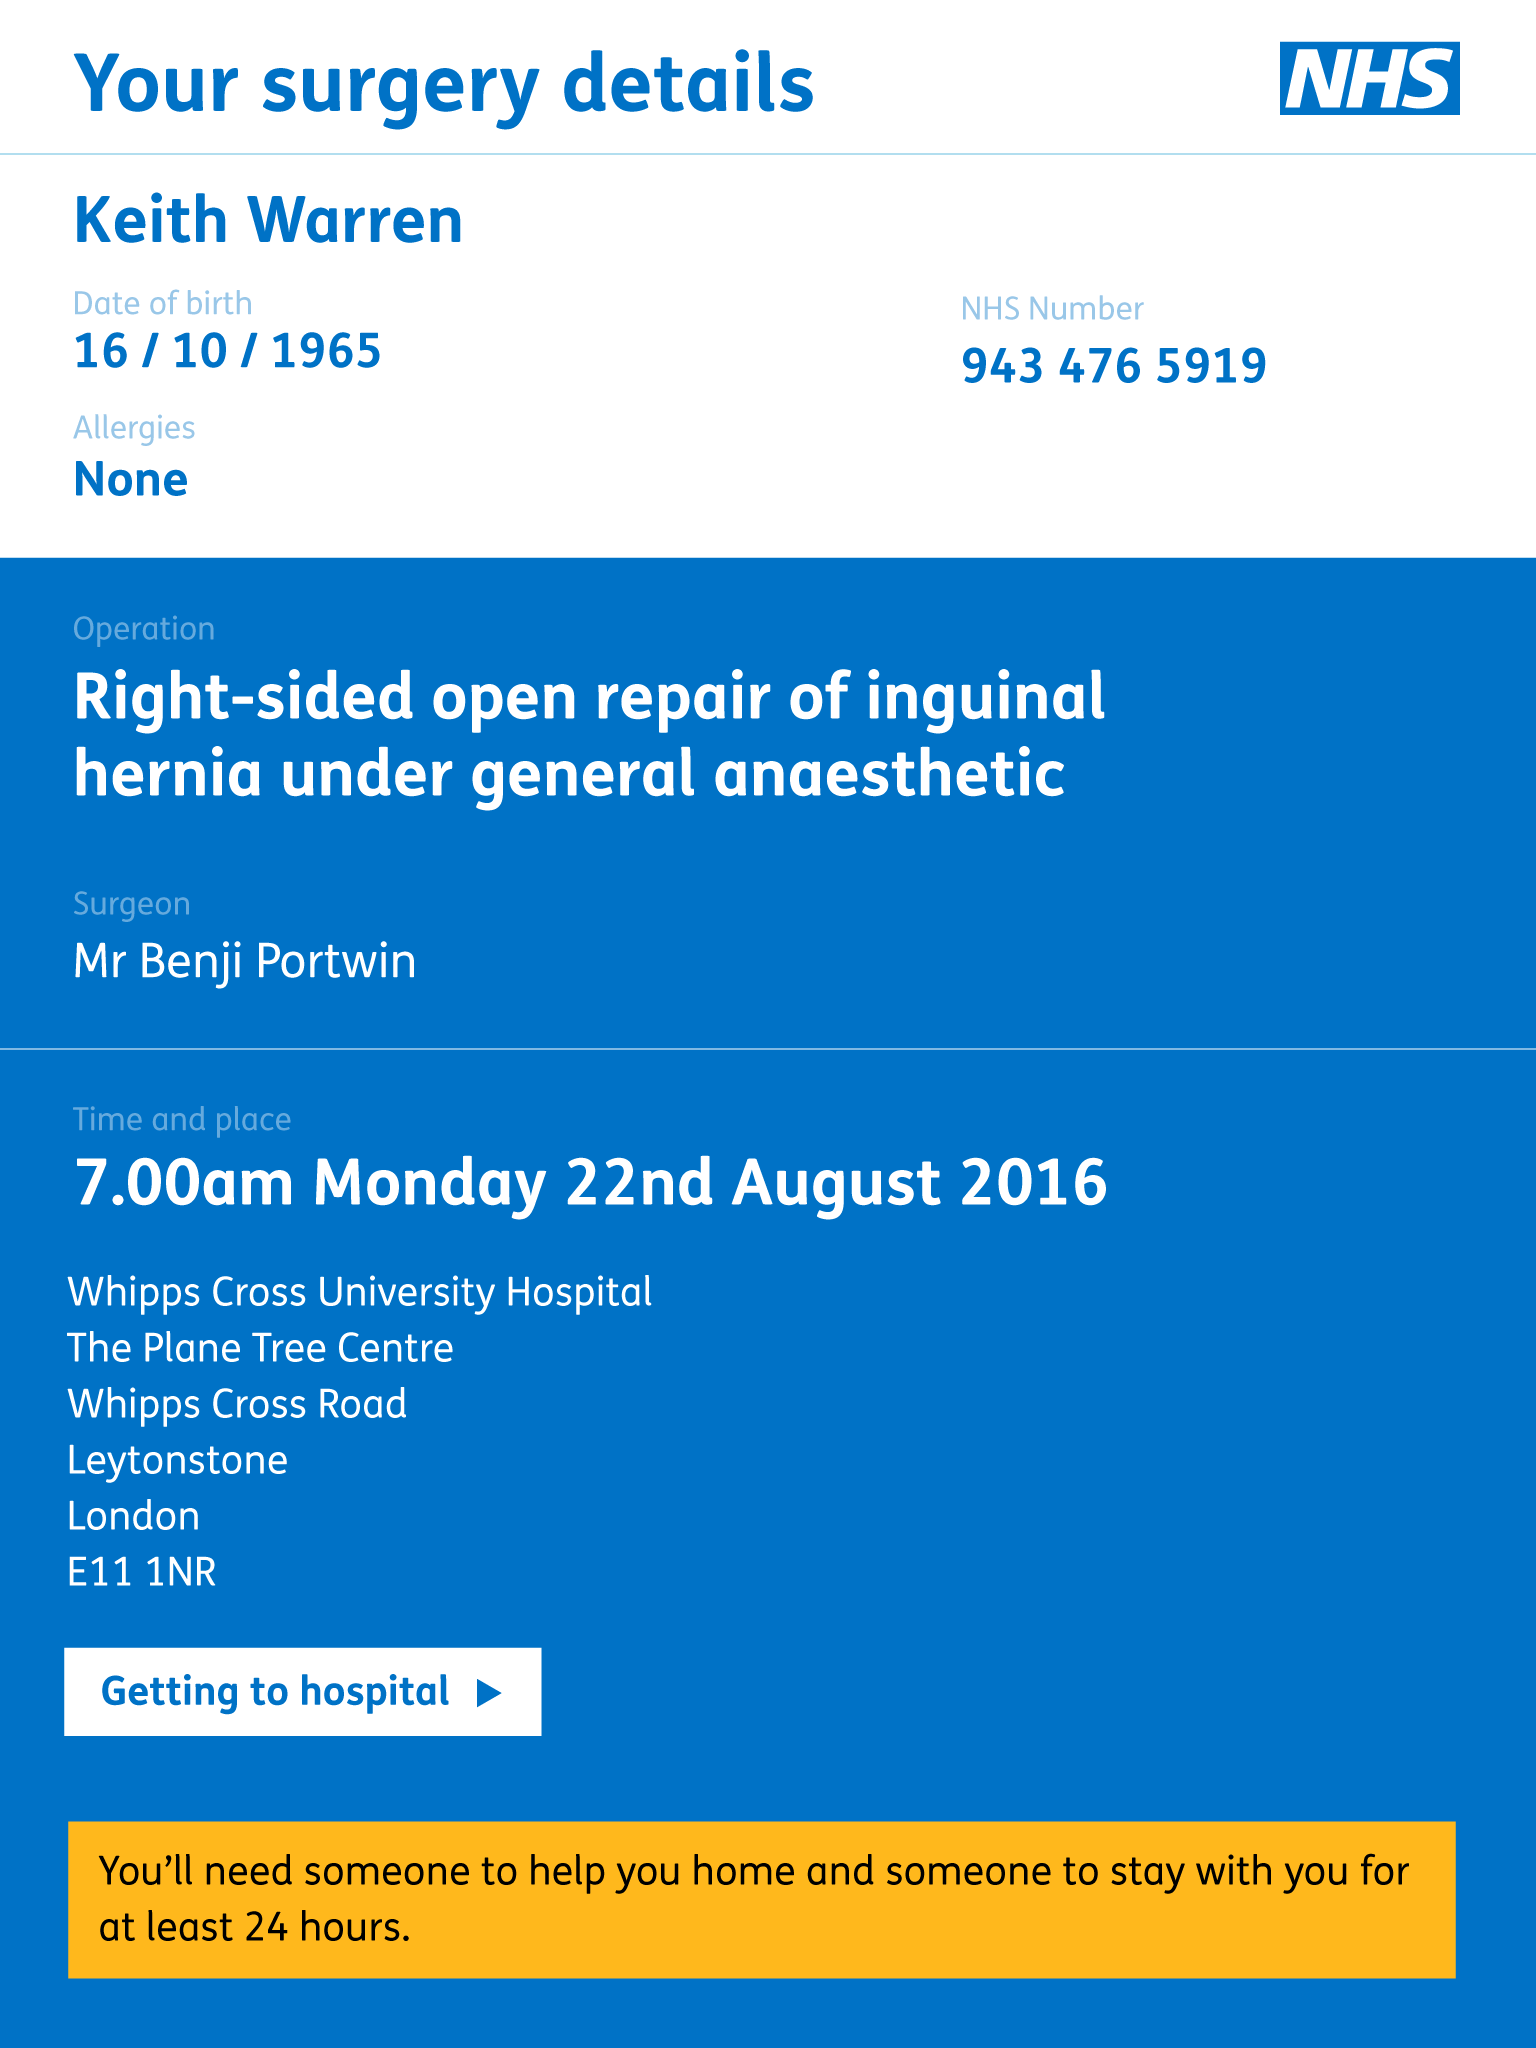 Your surgery details
NHS
Keith Warren
Date of birth
16 / 10 / 1965
NHS Number
943 476 5919
Allergies
None
Operation
Right-sided open repair of inguinal
hernia under general anaesthetic
Surgeon
Mr Benji Portwin
Time and place
7.00am Monday 22nd August 2016
Whipps Cross University Hospital
The Plane Tree Centre
Whipps Cross Road
Leytonstone
London
E11 1NR
Getting to hospital
You’ll need someone to help you home and someone to stay with you for
at least 24 hours.